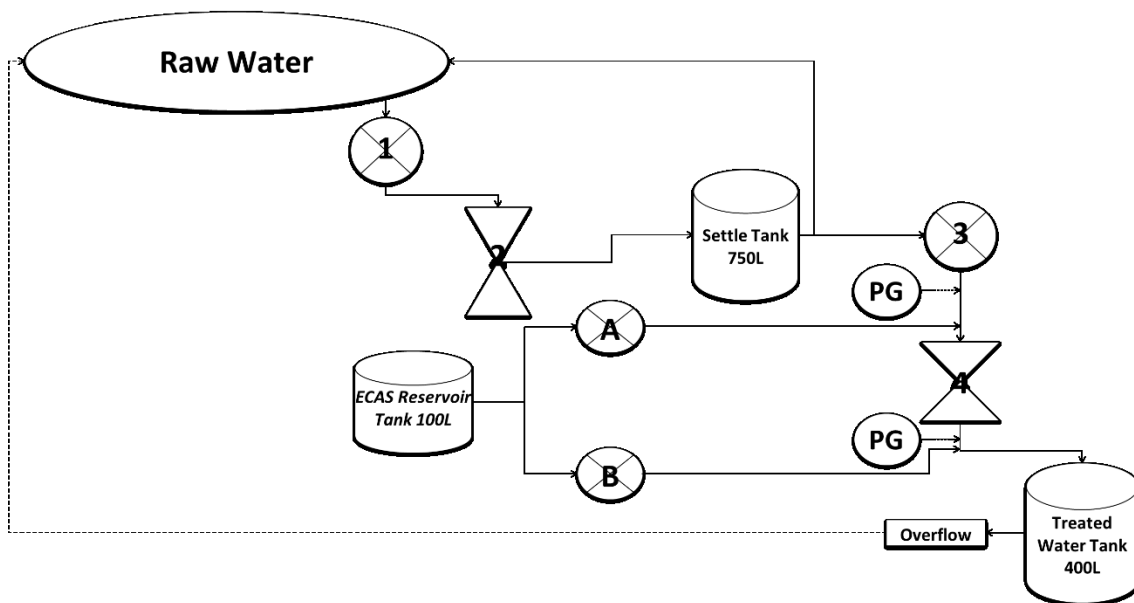 Raw Water
1
2
Settle Tank
750L
3
PG
A
ECAS Reservoir
Tank 100L
4
PG
B
Overflow
Treated
Water Tank
400L